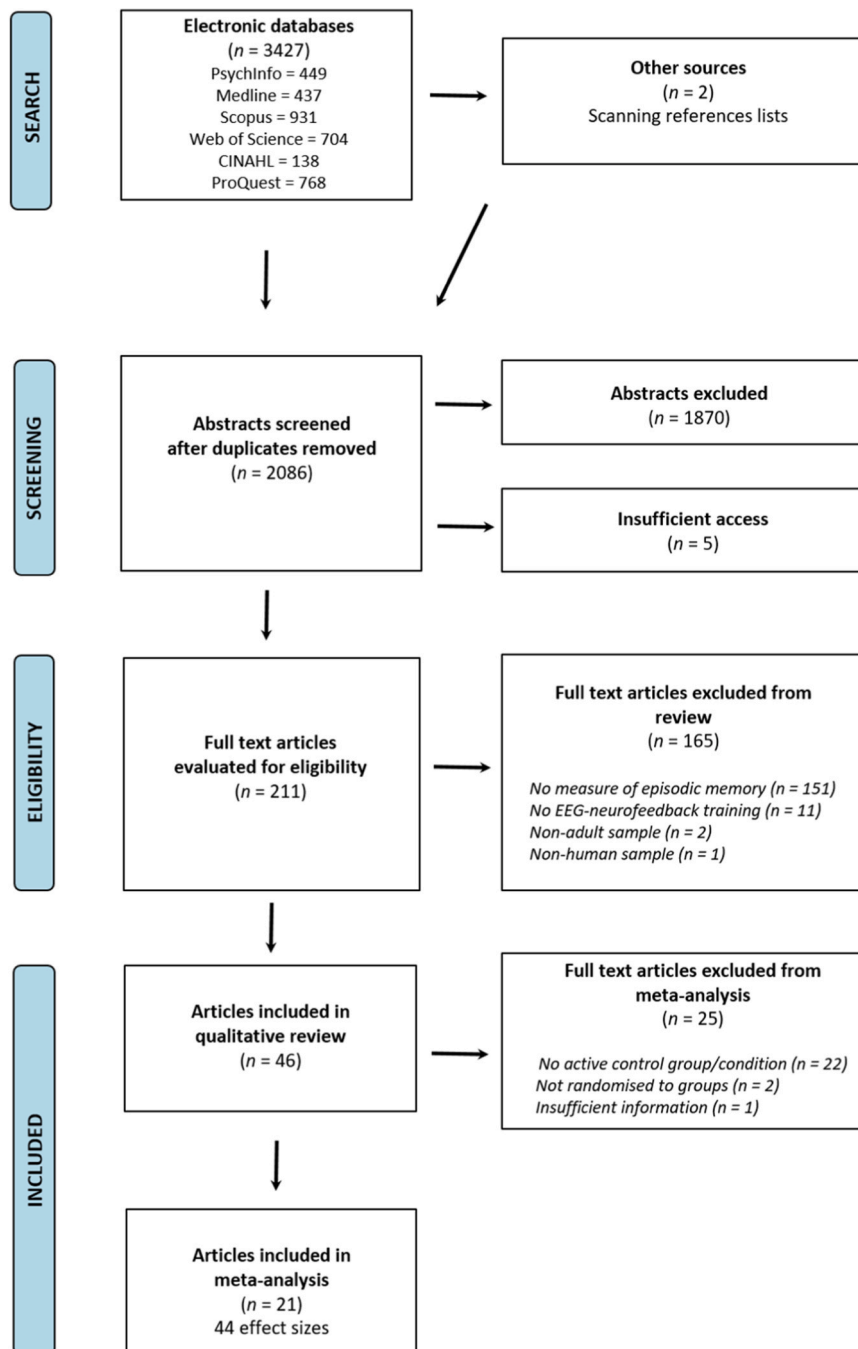 SEARCH
Electronic databases
(n = 3427)
PsychInfo = 449
Medline = 437
Scopus = 931
Web of Science = 704
CINAHL = 138
ProQuest = 768
Other sources
(n = 2)
Scanning references lists
SCREENING
Abstracts screened
after duplicates removed
(n = 2086)
Abstracts excluded
(n = 1870)
Insufficient access
(n = 5)
ELIGIBILITY
Full text articles
evaluated for eligibility
(n = 211)
Full text articles excluded from
review
(n = 165)
No measure of episodic memory (n = 151)
No EEG-neurofeedback training (n = 11)
Non-adult sample (n = 2)
Non-human sample (n = 1)
INCLUDED
Articles included in
qualitative review
(n = 46)
Full text articles excluded from
meta-analysis
(n = 25)
No active control group/condition (n = 22)
Not randomised to groups (n = 2)
Insufficient information (n = 1)
Articles included in
meta-analysis
(n = 21)
44 effect sizes